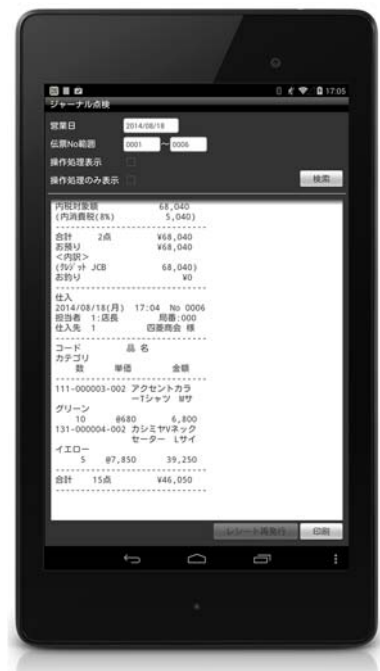 17:05
ジャーナル点検
営業日 2014/08/18
伝票No範囲 0001 〜 0006
操作処理表示
操作処理のみ表示
検索
内税対象額 68,040
(内消費税(8%) 5,040)
合計 2点 ¥68,040
お預り ¥68,040
<内訳>
(クレジット JCB 68,040)
お釣り ¥0
仕入
2014/08/18(月) 17:04 No 0006
担当者 1:店長 局番:000
仕入先 1 四菱商会 様
コード 品 名
カテゴリ
数 単価 金額
111-000003-002 アクセントカラ
ーTシャツ Mサ
グリーン
10 @680 6,800
131-000004-002 カシミヤVネック
セーター Lサイ
イエロー
5 @7,850 39,250
合計 15点 ¥46,050
レシート再発行 印刷